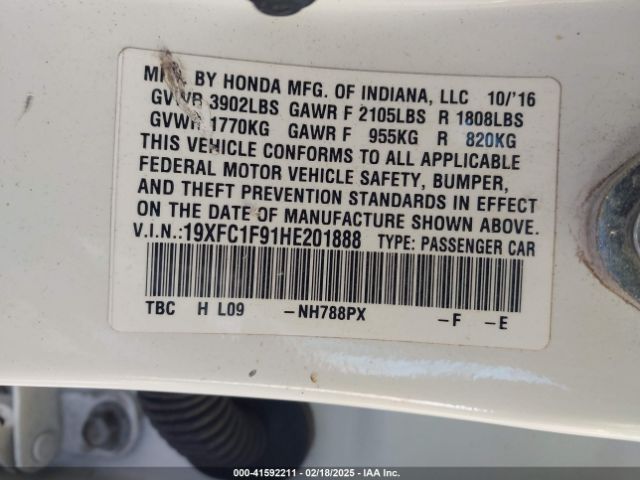 MFG. BY HONDA MFG. OF INDIANA, LLC 10/'16
GVWR 3902LBS GAWR F 2105LBS R 1808LBS
GVWR 1770KG GAWR F 955KG R 820KG
THIS VEHICLE CONFORMS TO ALL APPLICABLE
FEDERAL MOTOR VEHICLE SAFETY, BUMPER,
AND THEFT PREVENTION STANDARDS IN EFFECT
ON THE DATE OF MANUFACTURE SHOWN ABOVE.
V.I.N.:19XFC1F91HE201888 TYPE: PASSENGER CAR
TBC H L09 -NH788PX -F -E
000-41592211 - 02/18/2025 - IAA Inc.